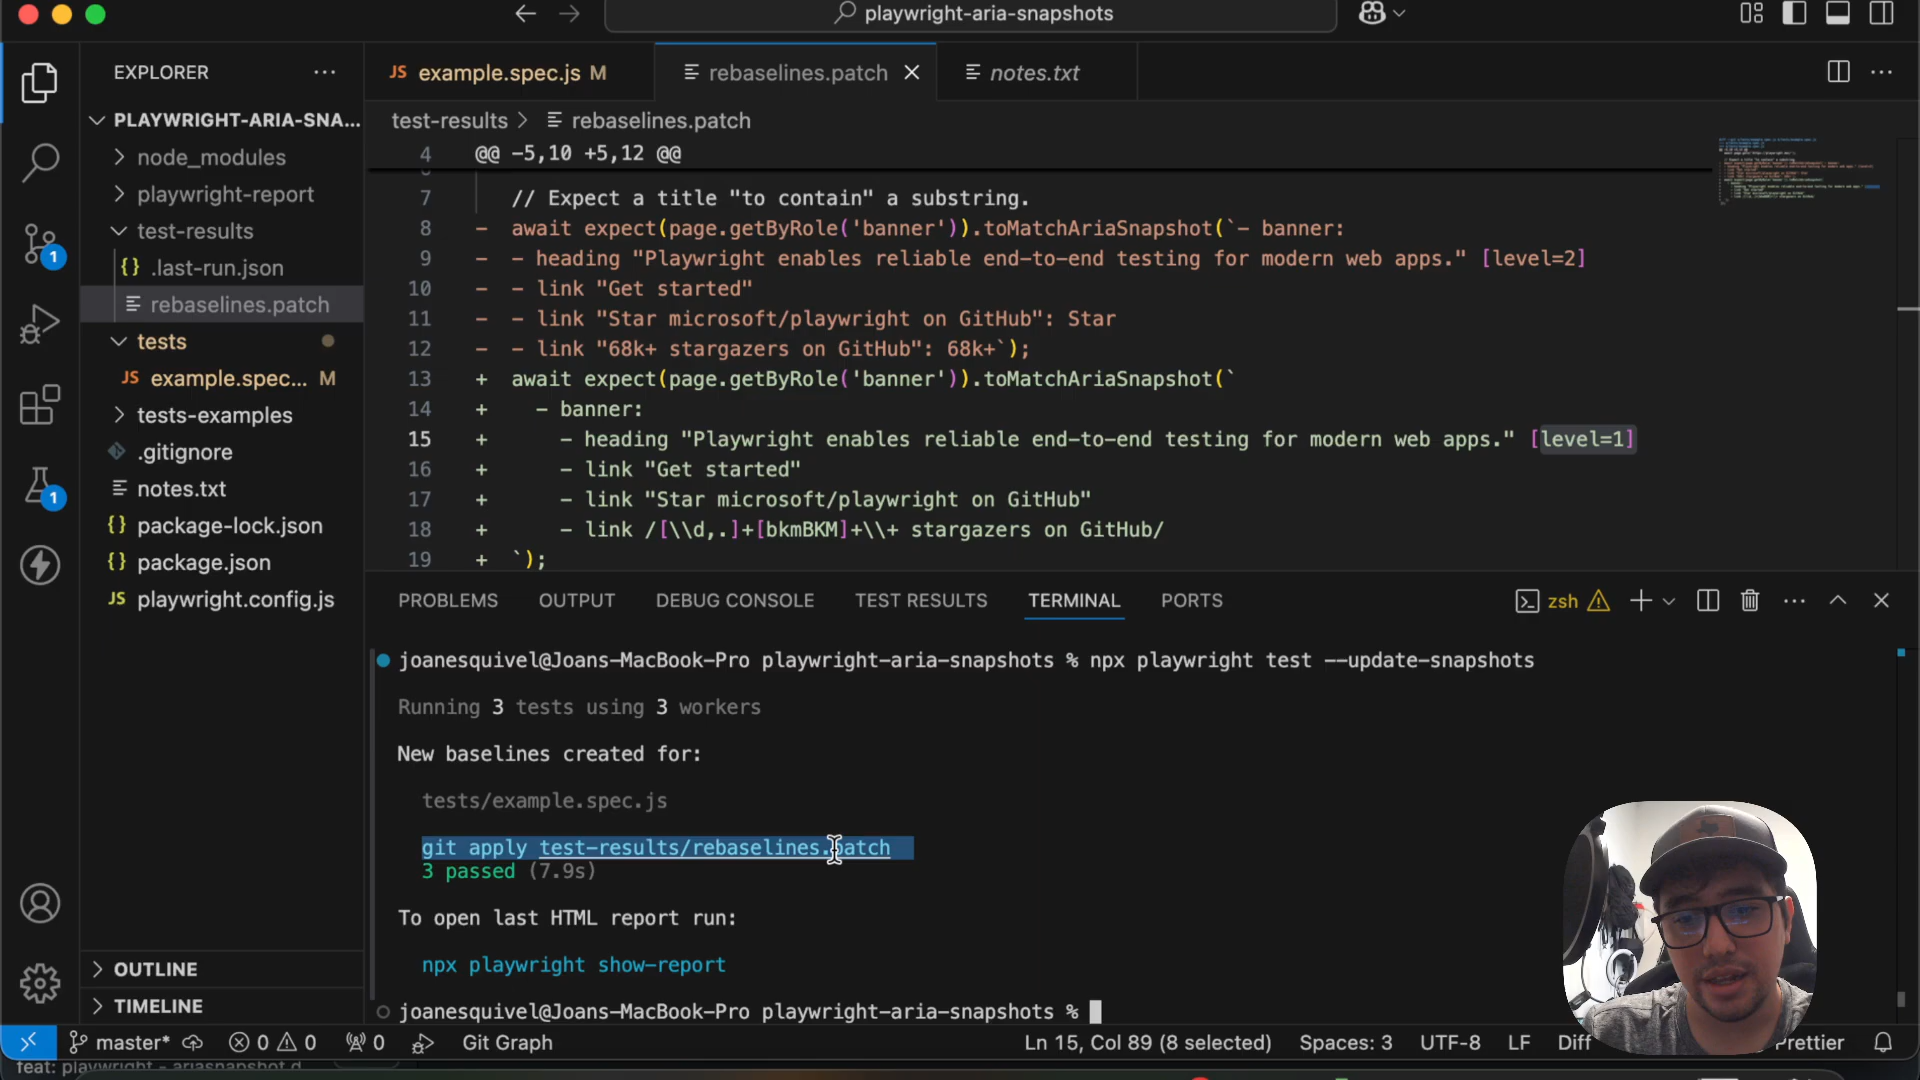 playwright-aria-snapshots
EXPLORER
PLAYWRIGHT-ARIA-SNA...
node_modules
playwright-report
test-results
{} .last-run.json
rebaselines.patch
tests
JS example.spec... M
tests-examples
.gitignore
notes.txt
{} package-lock.json
{} package.json
JS playwright.config.js
OUTLINE
TIMELINE
1
1
JS example.spec.js M
rebaselines.patch
notes.txt
test-results > rebaselines.patch
4 @@ -5,10 +5,12 @@
7 // Expect a title "to contain" a substring.
8 - await expect(page.getByRole('banner')).toMatchAriaSnapshot(`- banner:
9 - - heading "Playwright enables reliable end-to-end testing for modern web apps." [level=2]
10 - - link "Get started"
11 - - link "Star microsoft/playwright on GitHub": Star
12 - - link "68k+ stargazers on GitHub": 68k+`);
13 + await expect(page.getByRole('banner')).toMatchAriaSnapshot(`
14 + - banner:
15 + - heading "Playwright enables reliable end-to-end testing for modern web apps." [level=1]
16 + - link "Get started"
17 + - link "Star microsoft/playwright on GitHub"
18 + - link /[\\d,.]+[bkmBKM]+\\+ stargazers on GitHub/
19 + `);
PROBLEMS OUTPUT DEBUG CONSOLE TEST RESULTS TERMINAL PORTS
zsh
joanesquivel@Joans-MacBook-Pro playwright-aria-snapshots % npx playwright test --update-snapshots
Running 3 tests using 3 workers
New baselines created for:
tests/example.spec.js
git apply test-results/rebaselines.patch
3 passed (7.9s)
To open last HTML report run:
npx playwright show-report
joanesquivel@Joans-MacBook-Pro playwright-aria-snapshots %
master* 0 0 0 Git Graph Ln 15, Col 89 (8 selected) Spaces: 3 UTF-8 LF Diff Prettier